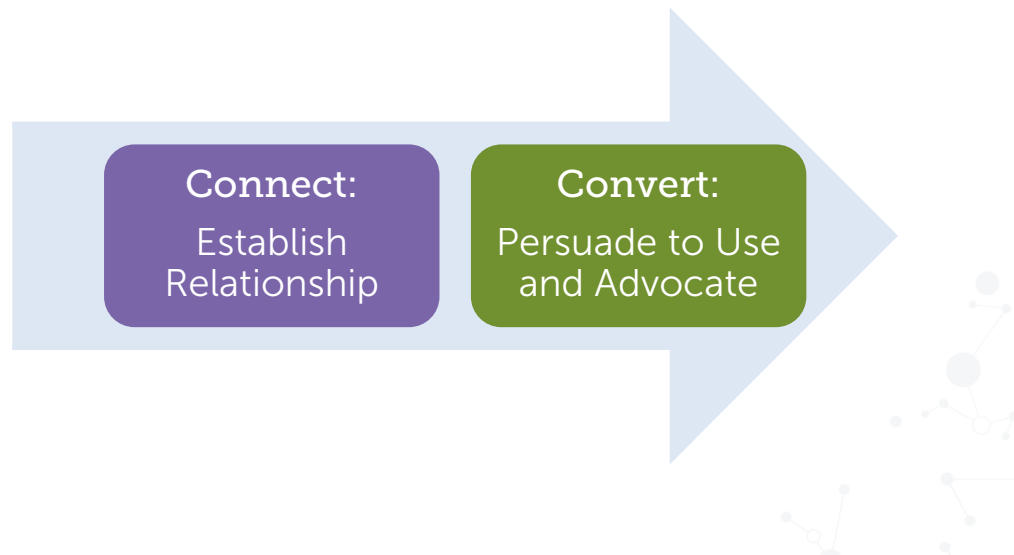 Connect:
Establish
Relationship
Convert:
Persuade to Use
and Advocate